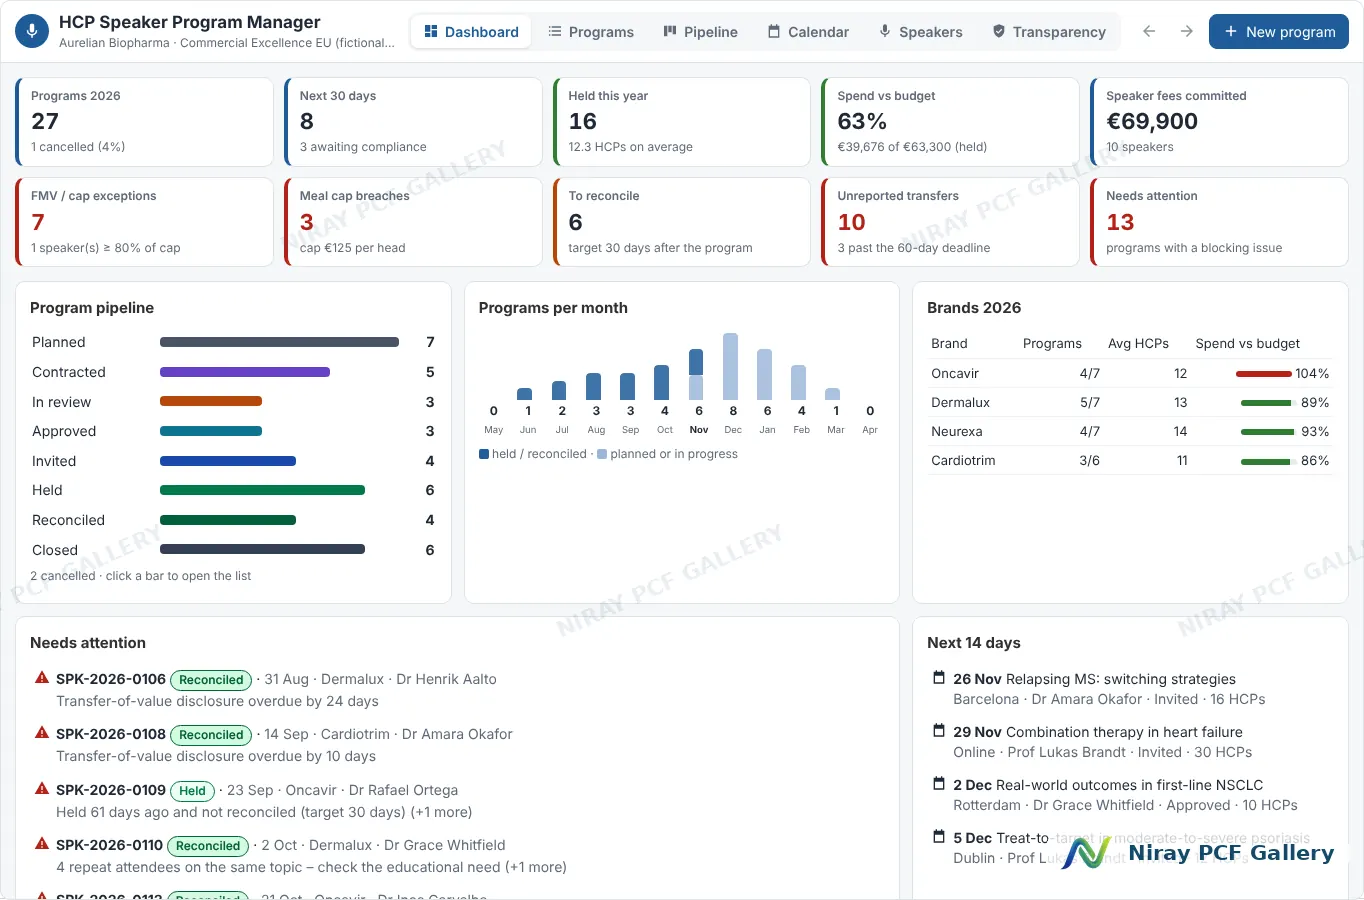 HCP Speaker Program Manager
Aurelian Biopharma · Commercial Excellence EU (fictional...
Dashboard
Programs
Pipeline
Calendar
Speakers
Transparency
New program
Programs 2026
27
1 cancelled (4%)
Next 30 days
8
3 awaiting compliance
Held this year
16
12.3 HCPs on average
Spend vs budget
63%
€39,676 of €63,300 (held)
Speaker fees committed
€69,900
10 speakers
FMV / cap exceptions
7
1 speaker(s) ≥ 80% of cap
Meal cap breaches
3
cap €125 per head
To reconcile
6
target 30 days after the program
Unreported transfers
10
3 past the 60-day deadline
Needs attention
13
programs with a blocking issue
Program pipeline
Planned 7
Contracted 5
In review 3
Approved 3
Invited 4
Held 6
Reconciled 4
Closed 6
2 cancelled · click a bar to open the list
Programs per month
0 1 2 3 3 4 6 8 6 4 1 0
May Jun Jul Aug Sep Oct Nov Dec Jan Feb Mar Apr
held / reconciled · planned or in progress
Brands 2026
Brand Programs Avg HCPs Spend vs budget
Oncavir 4/7 12 104%
Dermalux 5/7 13 89%
Neurexa 4/7 14 93%
Cardiotrim 3/6 11 86%
Needs attention
SPK-2026-0106 Reconciled · 31 Aug · Dermalux · Dr Henrik Aalto
Transfer-of-value disclosure overdue by 24 days
SPK-2026-0108 Reconciled · 14 Sep · Cardiotrim · Dr Amara Okafor
Transfer-of-value disclosure overdue by 10 days
SPK-2026-0109 Held · 23 Sep · Oncavir · Dr Rafael Ortega
Held 61 days ago and not reconciled (target 30 days) (+1 more)
SPK-2026-0110 Reconciled · 2 Oct · Dermalux · Dr Grace Whitfield
4 repeat attendees on the same topic – check the educational need (+1 more)
Next 14 days
26 Nov Relapsing MS: switching strategies
Barcelona · Dr Amara Okafor · Invited · 16 HCPs
29 Nov Combination therapy in heart failure
Online · Prof Lukas Brandt · Invited · 30 HCPs
2 Dec Real-world outcomes in first-line NSCLC
Rotterdam · Dr Grace Whitfield · Approved · 10 HCPs
5 Dec Treat-to-target in moderate-to-severe psoriasis
Dublin · Prof Lukas Brandt
Niray PCF Gallery
NIRAY PCF GALLERY
NIRAY PCF GALLERY
PCF GALLERY
NIRAY PCF GALLERY
NIRAY PCF GALL